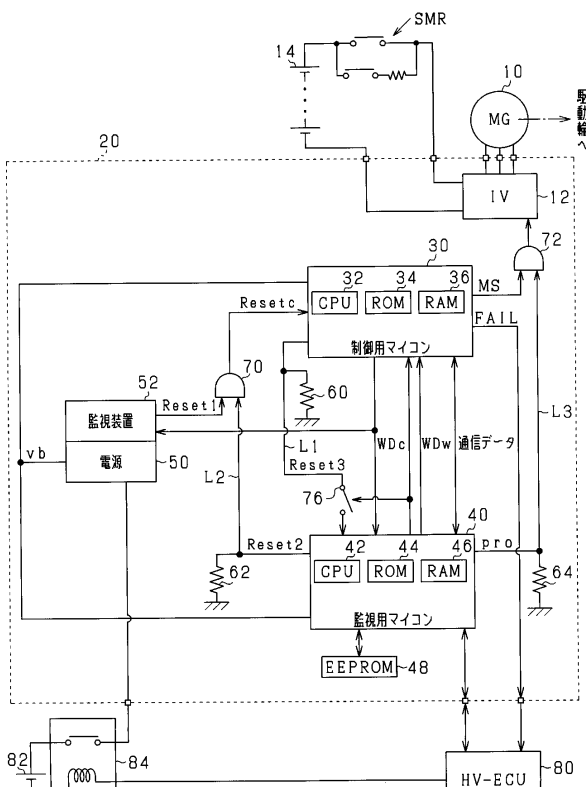 SMR
14
10
MG
駆動輪へ
20
IV
12
72
30
32
34
36
MS
CPU
ROM
RAM
FAIL
Resetc
制御用マイコン
70
52
60
監視装置
Reset1
L3
vb
電源
50
L2
L1
WDc
WDw
通信データ
Reset3
76
40
42
44
46
pro
Reset2
CPU
ROM
RAM
62
64
監視用マイコン
EEPROM
48
82
84
80
HV-ECU